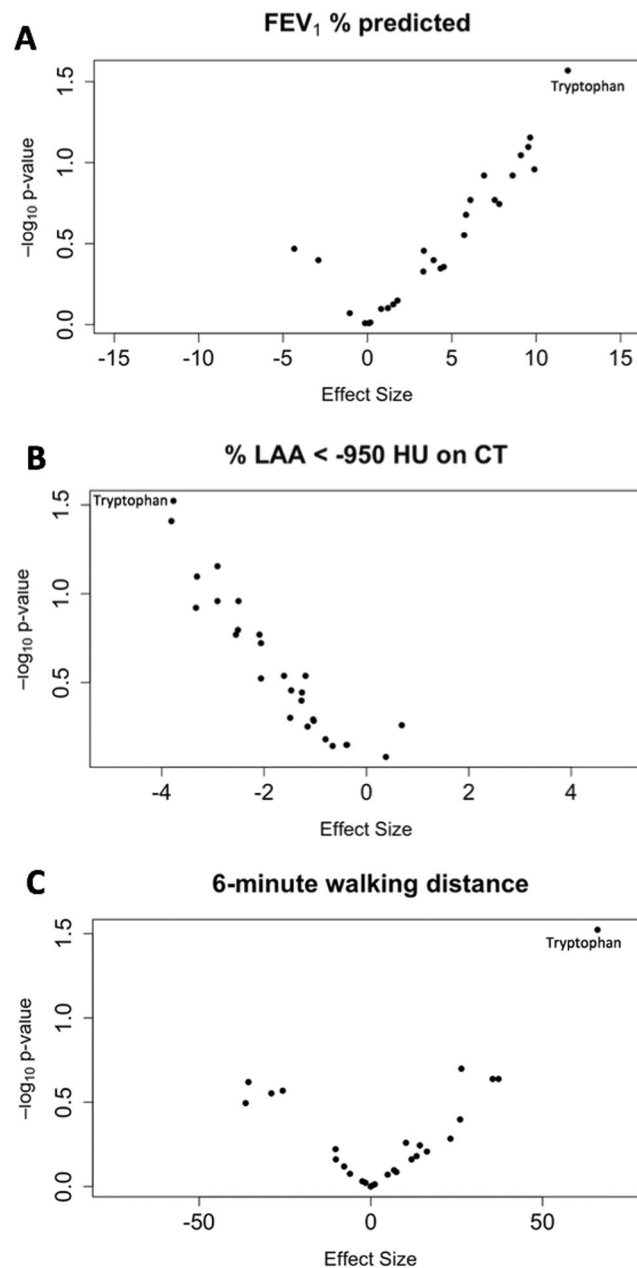 A
FEV₁ % predicted
1.5
1.0
0.5
0.0
–log₁₀ p-value
Tryptophan
-15 -10 -5 0 5 10 15
Effect Size
B
% LAA < -950 HU on CT
1.5
1.0
0.5
–log₁₀ p-value
Tryptophan
-4 -2 0 2 4
Effect Size
C
6-minute walking distance
1.5
1.0
0.5
0.0
–log₁₀ p-value
Tryptophan
-50 0 50
Effect Size